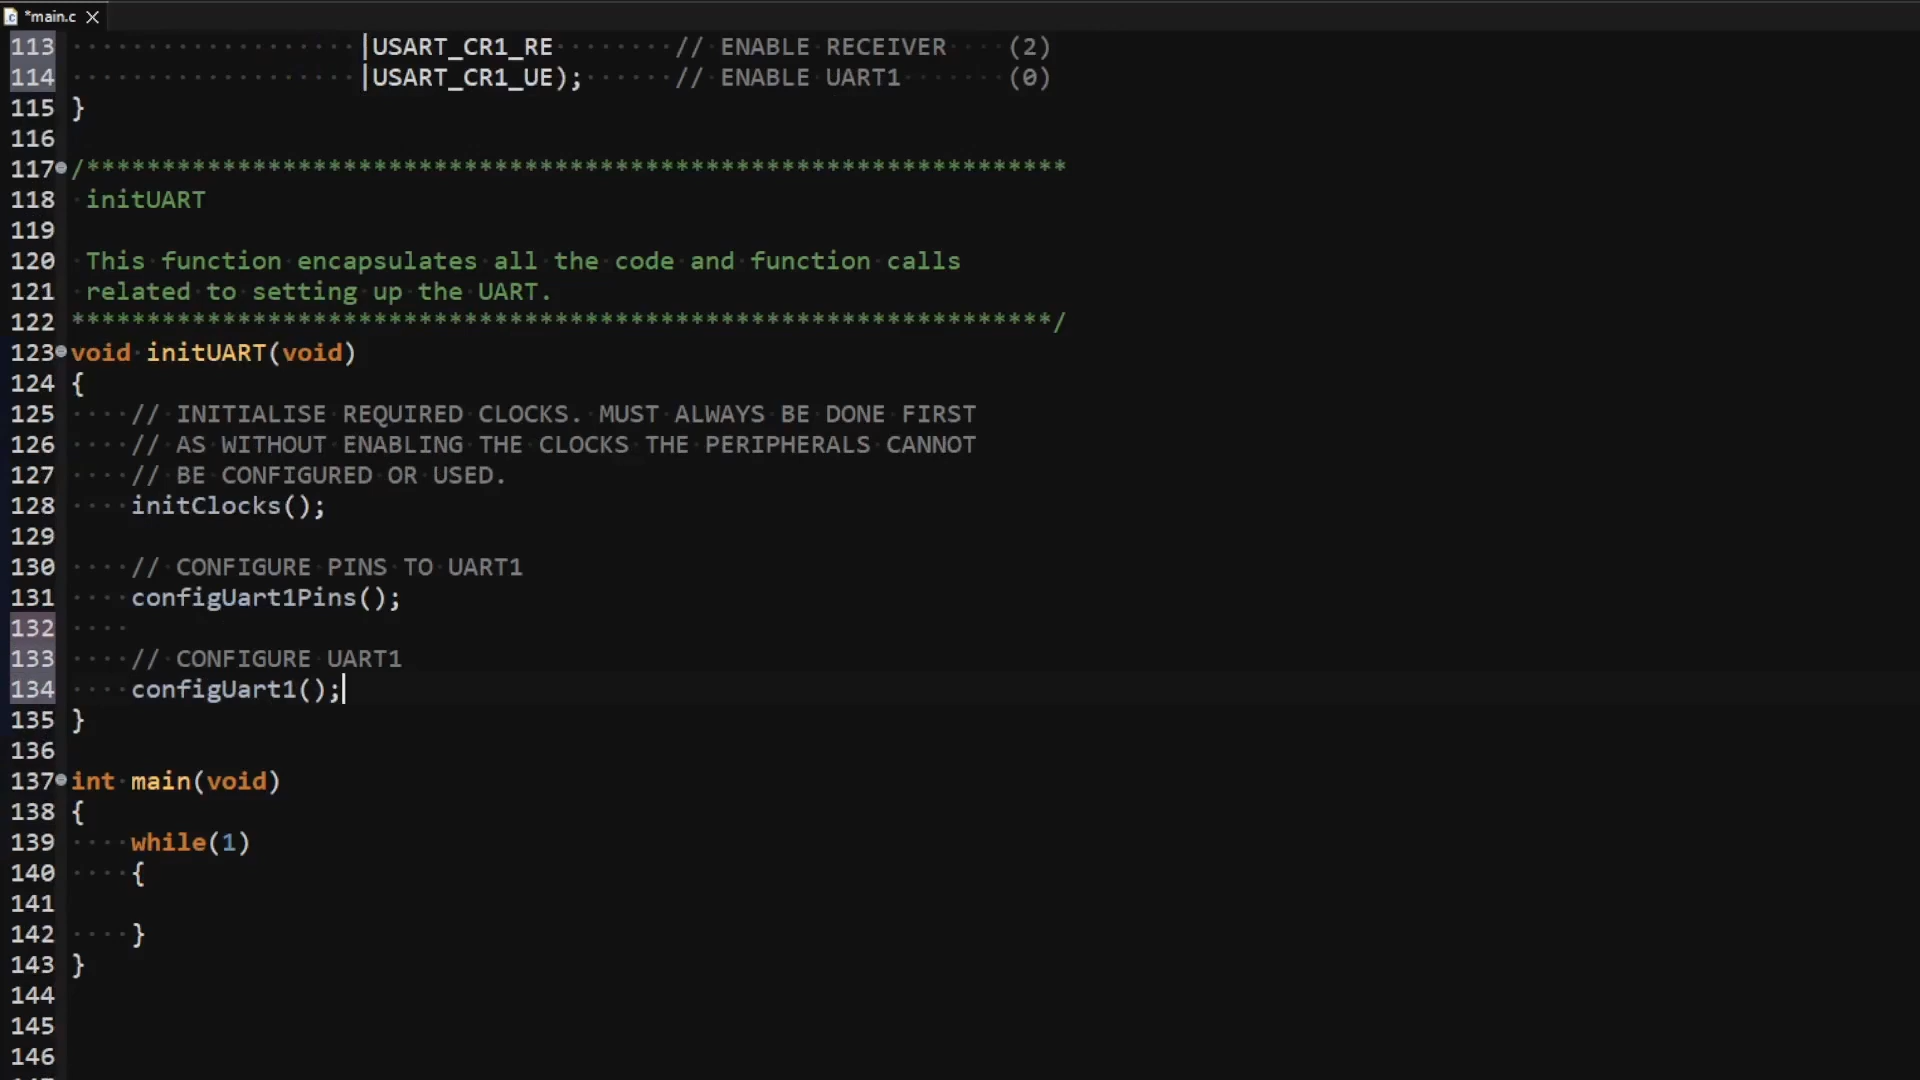 *main.c
113 |USART_CR1_RE // ENABLE RECEIVER (2)
114 |USART_CR1_UE); // ENABLE UART1 (0)
115 }
116
117 /*****************************************************************
118 initUART
119
120 This function encapsulates all the code and function calls
121 related to setting up the UART.
122 *****************************************************************/
123 void initUART(void)
124 {
125 // INITIALISE REQUIRED CLOCKS. MUST ALWAYS BE DONE FIRST
126 // AS WITHOUT ENABLING THE CLOCKS THE PERIPHERALS CANNOT
127 // BE CONFIGURED OR USED.
128 initClocks();
129
130 // CONFIGURE PINS TO UART1
131 configUart1Pins();
132
133 // CONFIGURE UART1
134 configUart1();
135 }
136
137 int main(void)
138 {
139 while(1)
140 {
141
142 }
143 }
144
145
146